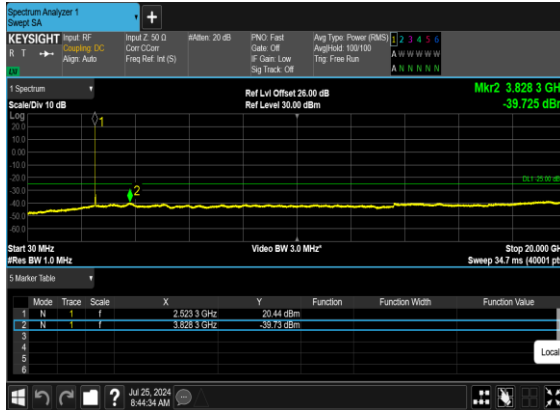 Spectrum Analyzer 1
Swept SA
KEYSIGHT
R T
Input: RF
Coupling: DC
Align: Auto
Input Z: 50 Ω
Corr CCorr
Freq Ref: Int (S)
#Atten: 20 dB
PNO: Fast
Gate: Off
IF Gain: Low
Sig Track: Off
Avg Type: Power (RMS)
Avg|Hold: 100/100
Trig: Free Run
1 2 3 4 5 6
A W W W W W
A N N N N N
1 Spectrum
Scale/Div 10 dB
Ref Lvl Offset 26.00 dB
Ref Level 30.00 dBm
Mkr2 3.828 3 GH
-39.725 dBm
Log
20.0
10.0
0.0
-10.0
-20.0
-30.0
-40.0
-50.0
-60.0
1
2
DL1 -25.00 dB
Start 30 MHz
#Res BW 1.0 MHz
Video BW 3.0 MHz*
Stop 20.000 GH
Sweep 34.7 ms (40001 pt
5 Marker Table
Mode Trace Scale X Y Function Function Width Function Value
1 N 1 f 2.523 3 GHz 20.44 dBm
2 N 1 f 3.828 3 GHz -39.73 dBm
3
4
5
6
Local
Jul 25, 2024
8:44:34 AM